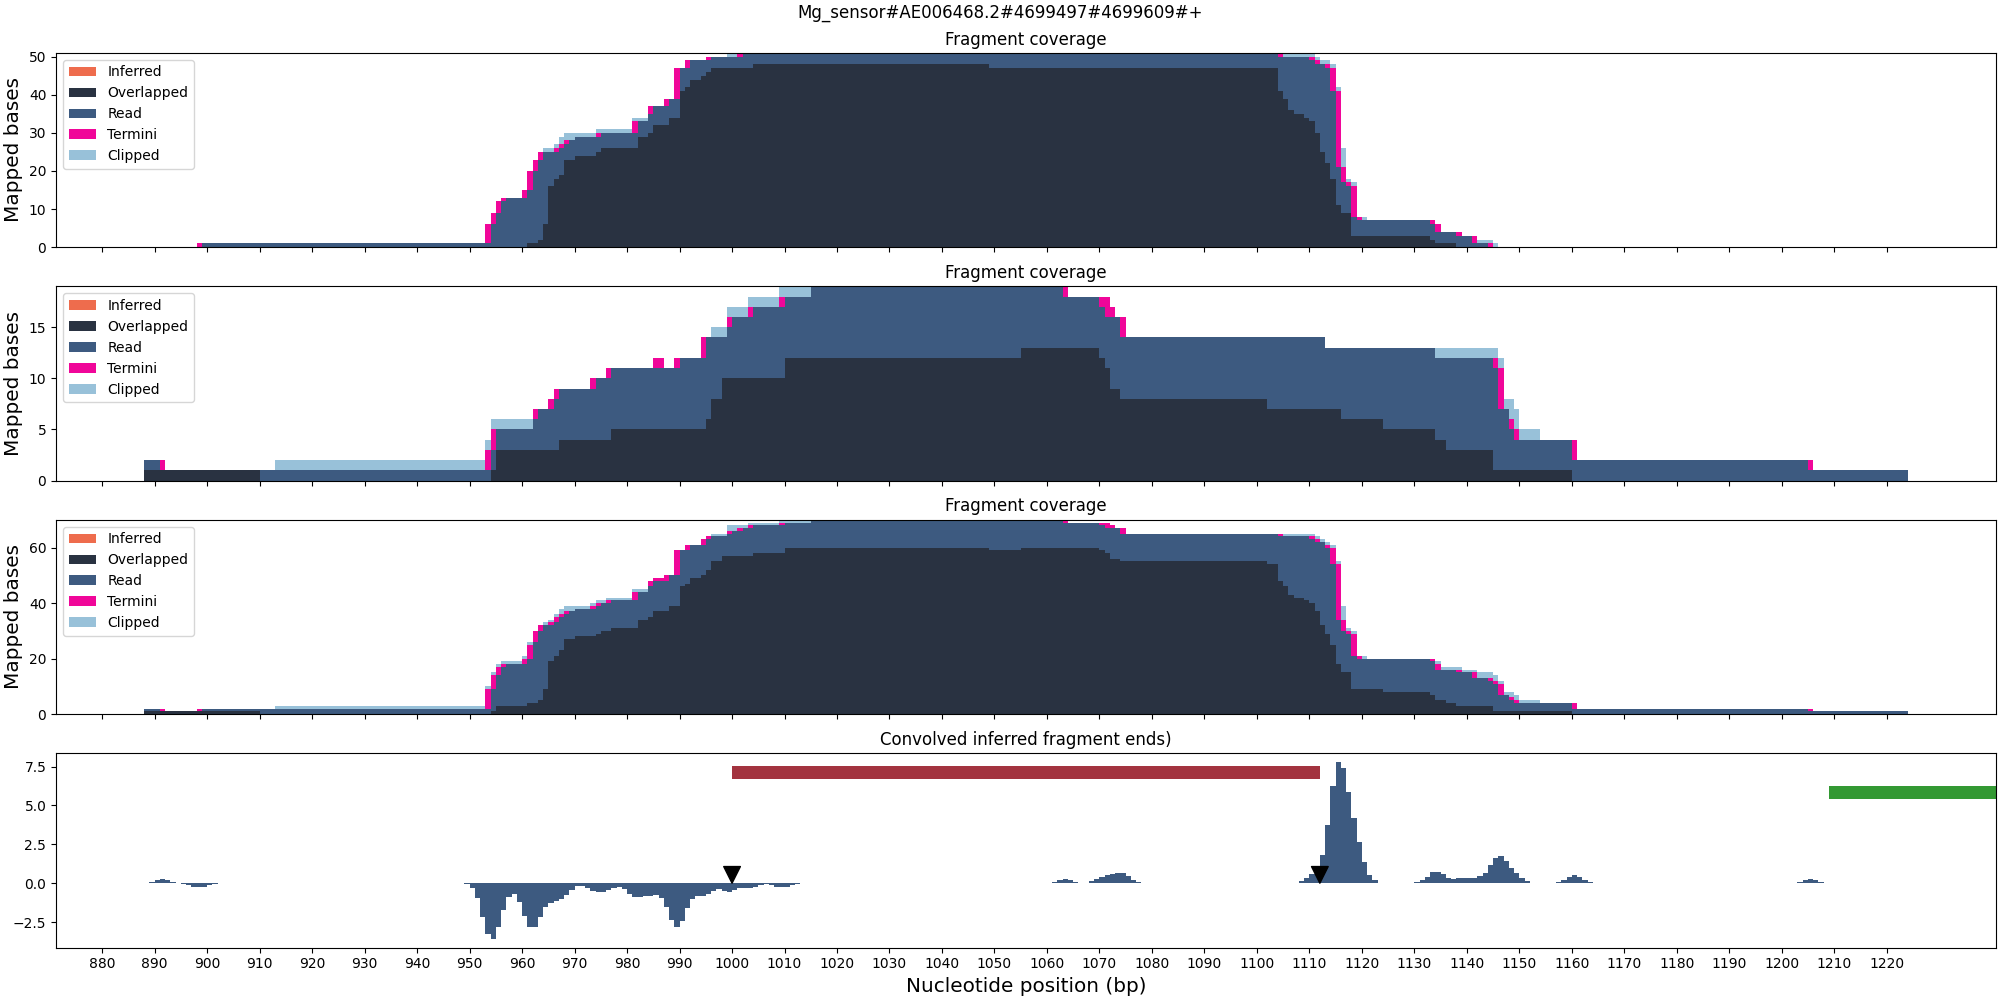 Mg_sensor#AE006468.2#4699497#4699609#+
Fragment coverage
Mapped bases
50
40
30
20
10
0
Inferred
Overlapped
Read
Termini
Clipped
Fragment coverage
Mapped bases
15
10
5
0
Inferred
Overlapped
Read
Termini
Clipped
Fragment coverage
Mapped bases
60
40
20
0
Inferred
Overlapped
Read
Termini
Clipped
Convolved inferred fragment ends)
7.5
5.0
2.5
0.0
−2.5
880 890 900 910 920 930 940 950 960 970 980 990 1000 1010 1020 1030 1040 1050 1060 1070 1080 1090 1100 1110 1120 1130 1140 1150 1160 1170 1180 1190 1200 1210 1220
Nucleotide position (bp)